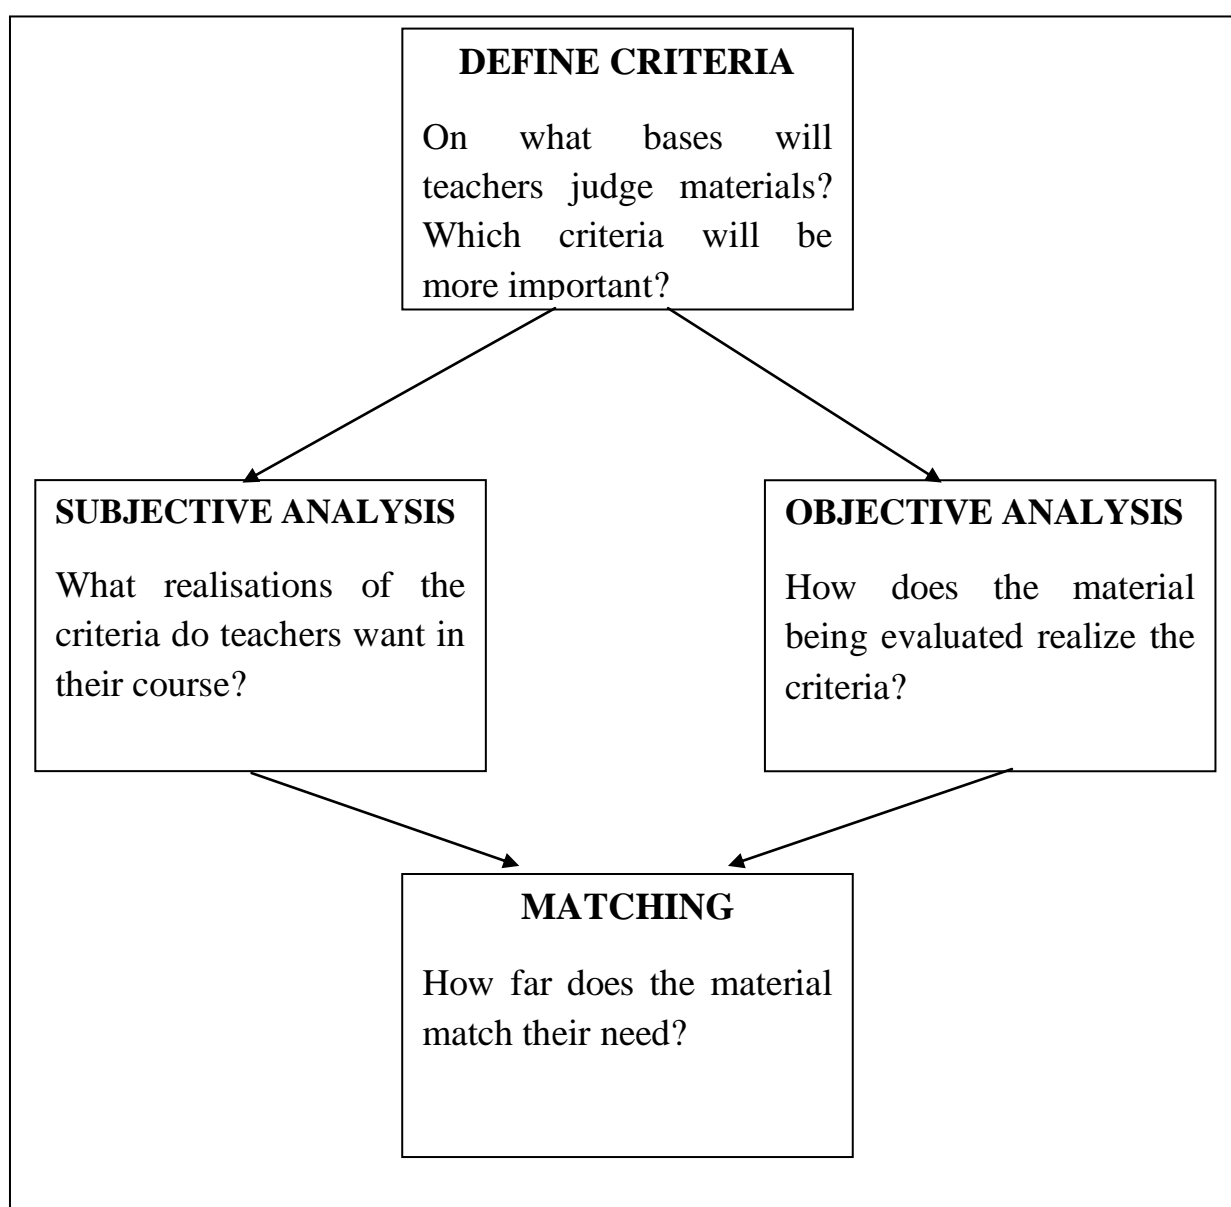 DEFINE CRITERIA
On what bases will
teachers judge materials?
Which criteria will be
more important?
SUBJECTIVE ANALYSIS
What realisations of the
criteria do teachers want in
their course?
OBJECTIVE ANALYSIS
How does the material
being evaluated realize the
criteria?
MATCHING
How far does the material
match their need?